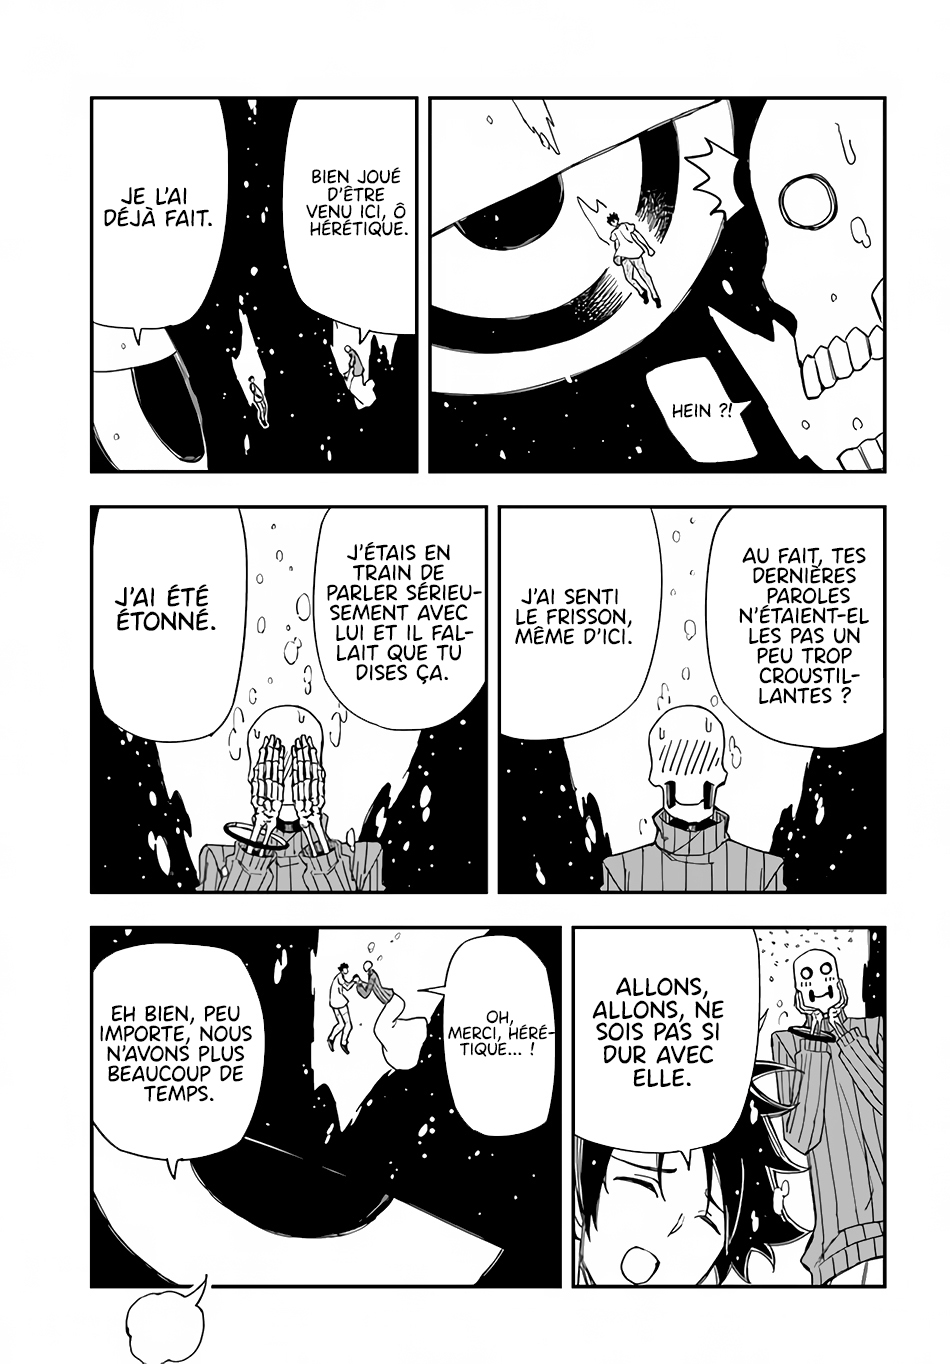 HEIN ?!
BIEN JOUÉ
D'ÊTRE
VENU ICI, Ô
HÉRÉTIQUE.
JE L'AI
DÉJÀ FAIT.
AU FAIT, TES
DERNIÈRES
PAROLES
N'ÉTAIENT-EL
LES PAS UN
PEU TROP
CROUSTIL-
LANTES ?
J'AI SENTI
LE FRISSON,
MÊME D'ICI.
J'ÉTAIS EN
TRAIN DE
PARLER SÉRIEU-
SEMENT AVEC
LUI ET IL FAL-
LAIT QUE TU
DISES ÇA.
J'AI ÉTÉ
ÉTONNÉ.
ALLONS,
ALLONS, NE
SOIS PAS SI
DUR AVEC
ELLE.
OH,
MERCI, HÉRÉ-
TIQUE... !
EH BIEN, PEU
IMPORTE, NOUS
N'AVONS PLUS
BEAUCOUP DE
TEMPS.